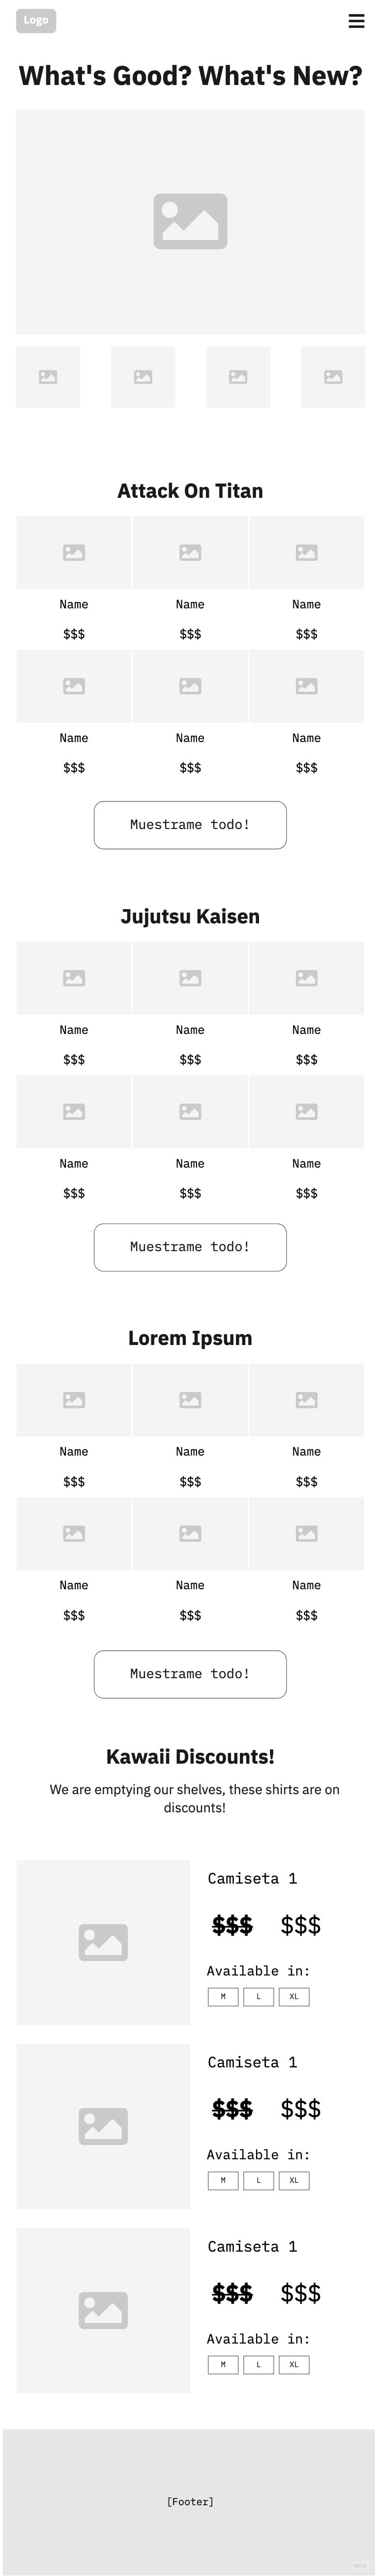 Logo
What's Good? What's New?
Attack On Titan
Name Name Name
$$$ $$$ $$$
Name Name Name
$$$ $$$ $$$
Muestrame todo!
Jujutsu Kaisen
Name Name Name
$$$ $$$ $$$
Name Name Name
$$$ $$$ $$$
Muestrame todo!
Lorem Ipsum
Name Name Name
$$$ $$$ $$$
Name Name Name
$$$ $$$ $$$
Muestrame todo!
Kawaii Discounts!
We are emptying our shelves, these shirts are on
discounts!
Camiseta 1
$$$ $$$
Available in:
M L XL
Camiseta 1
$$$ $$$
Available in:
M L XL
Camiseta 1
$$$ $$$
Available in:
M L XL
[Footer]